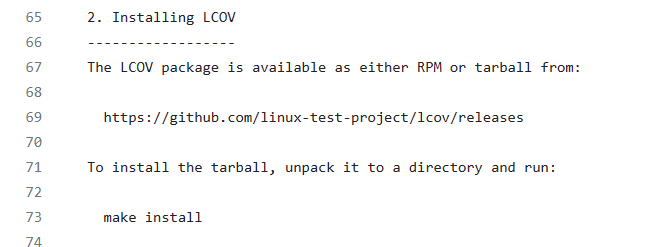 65 2. Installing LCOV
66 ------------------
67 The LCOV package is available as either RPM or tarball from:
68
69 https://github.com/linux-test-project/lcov/releases
70
71 To install the tarball, unpack it to a directory and run:
72
73 make install
74